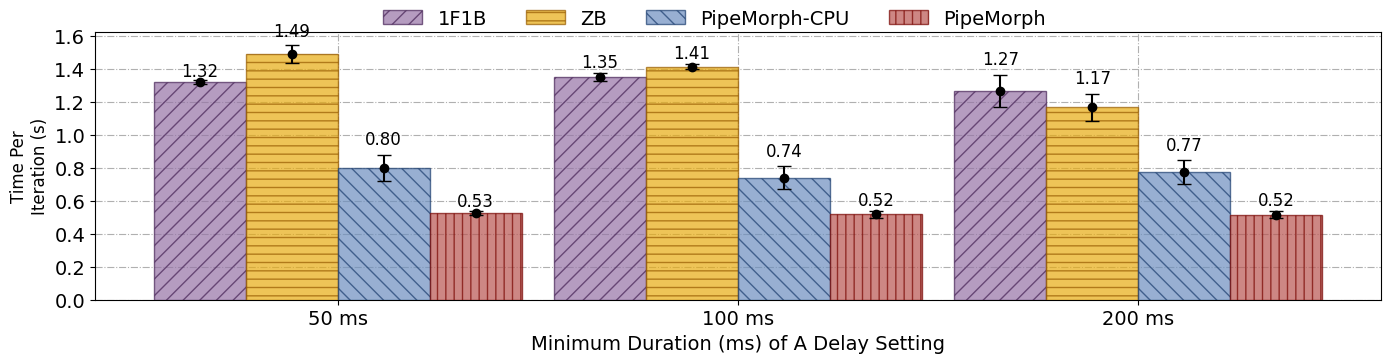 1F1B ZB PipeMorph-CPU PipeMorph
Time Per
Iteration (s)
1.6
1.4
1.2
1.0
0.8
0.6
0.4
0.2
0.0
1.32 1.49 0.80 0.53
1.35 1.41 0.74 0.52
1.27 1.17 0.77 0.52
50 ms 100 ms 200 ms
Minimum Duration (ms) of A Delay Setting